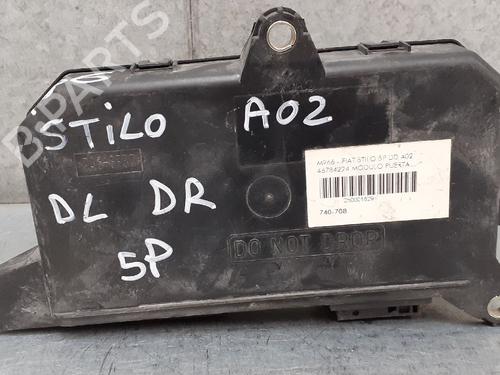 STiLO A02
DL DR
5P
M966 - FIAT STILO 5P DD A02
46784224 MODULO PUERTA
740-708
DO NOT DROP
B-PARTS